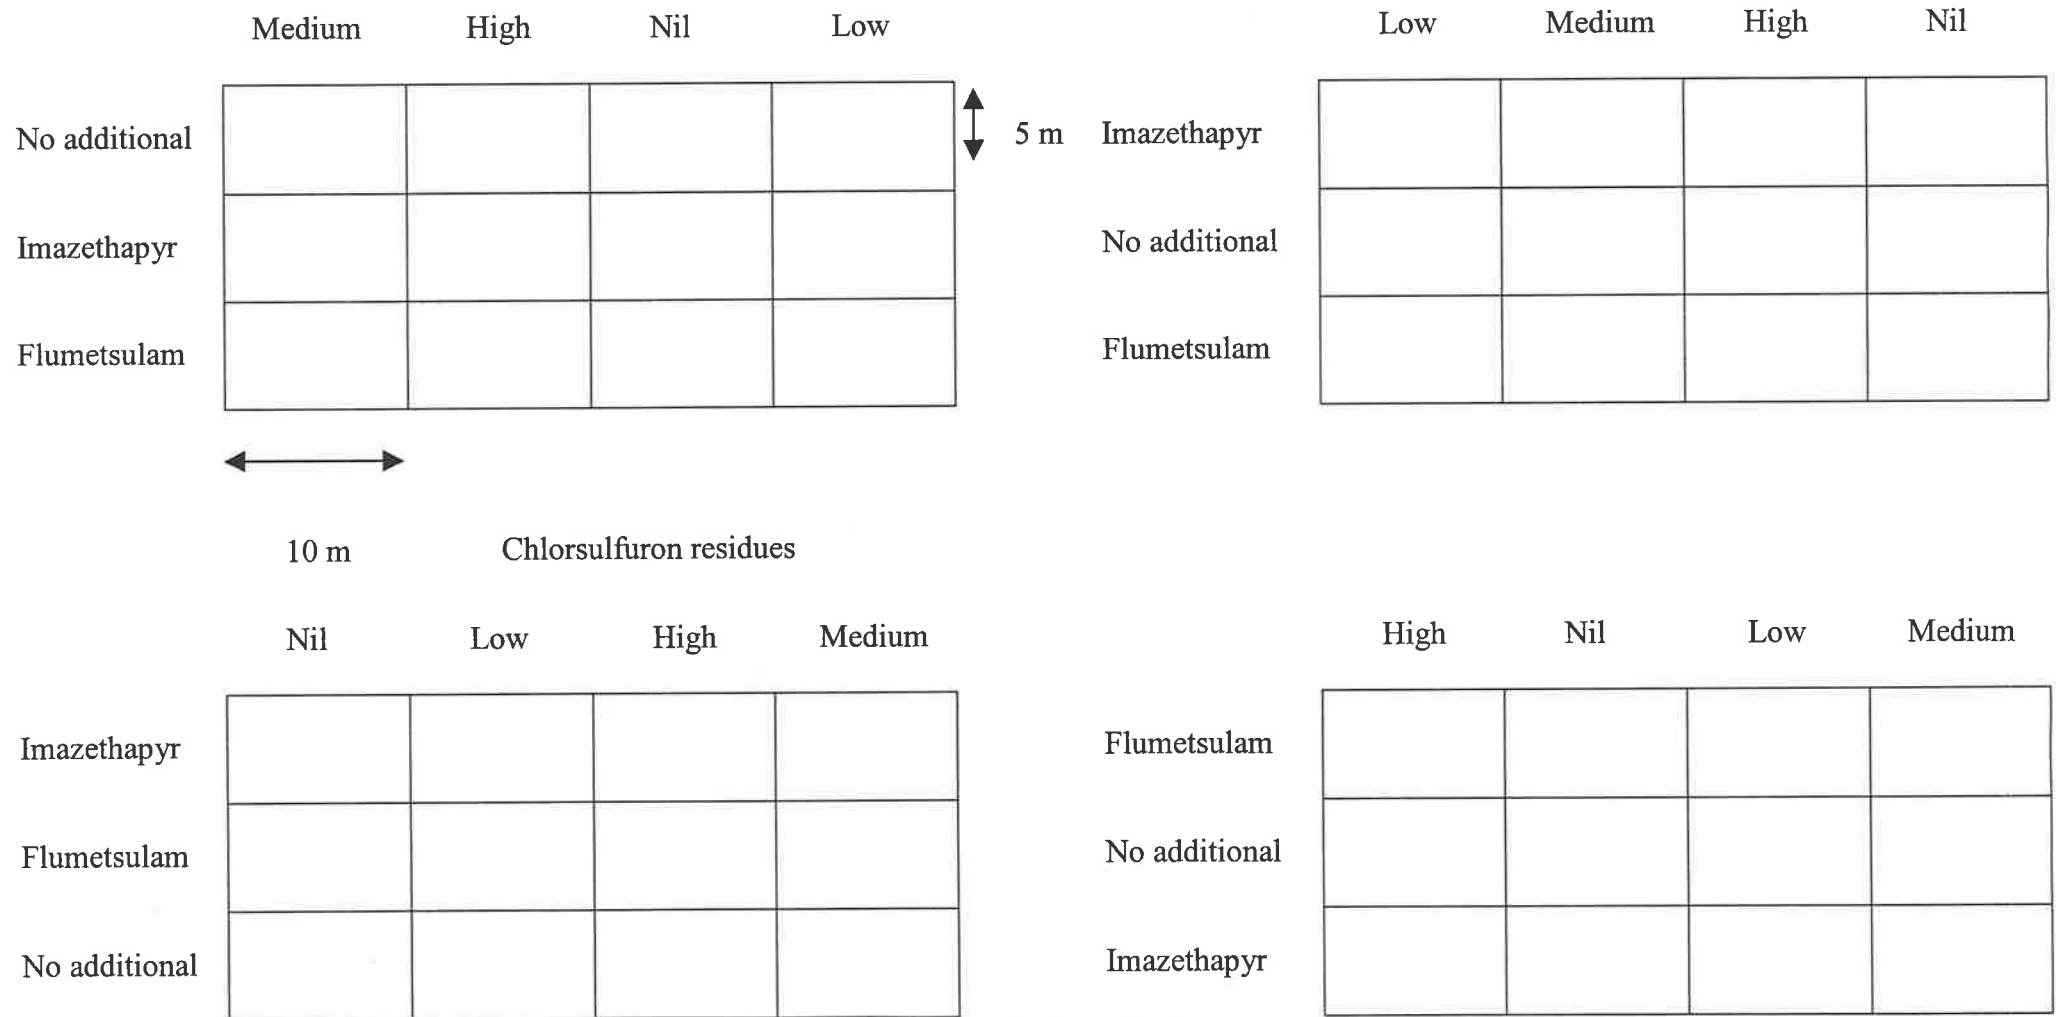 Medium High Nil Low
No additional
5 m
Imazethapyr
Flumetsulam
10 m
Chlorsulfuron residues
Low Medium High Nil
Imazethapyr
No additional
Flumetsulam
Nil Low High Medium
Imazethapyr
Flumetsulam
No additional
High Nil Low Medium
Flumetsulam
No additional
Imazethapyr